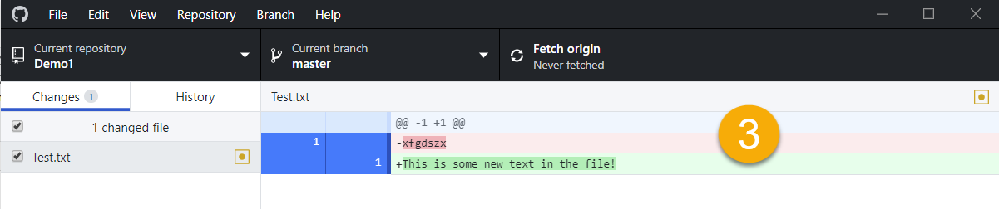 File Edit View Repository Branch Help
Current repository
Demo1
Current branch
master
Fetch origin
Never fetched
Changes 1
History
Test.txt
1 changed file
@@ -1 +1 @@
1 -xfgdszx
3
Test.txt
1 +This is some new text in the file!